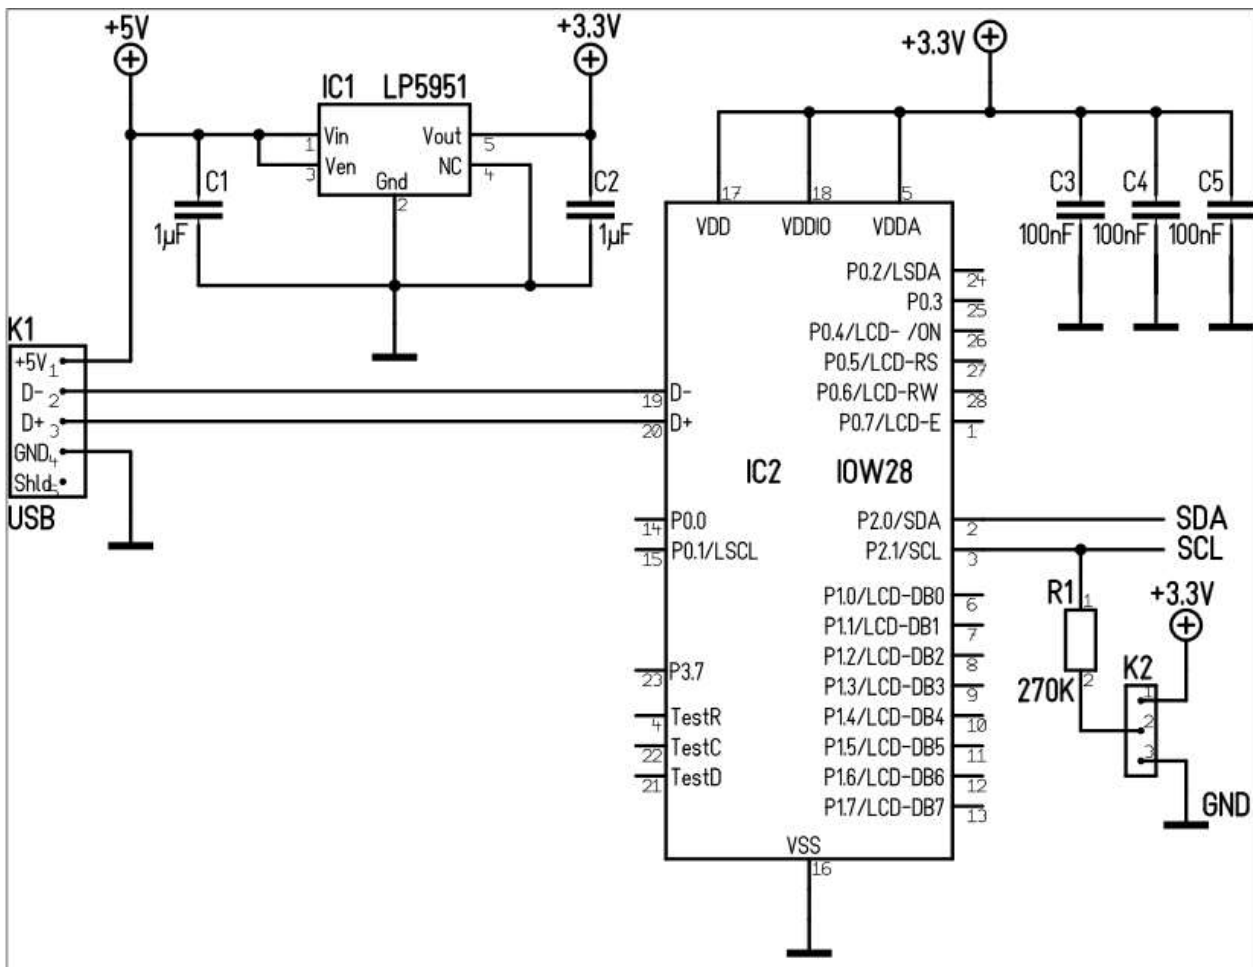 +5V
+3.3V
+3.3V
IC1 LP5951
Vin
1
Vout
5
Ven
3
NC
4
Gnd
2
C1
1µF
C2
1µF
C3
100nF
C4
100nF
C5
100nF
K1
+5V 1
D- 2
D+ 3
GND 4
Shld 5
USB
17
18
5
VDD
VDDIO
VDDA
P0.2/LSDA
24
P0.3
25
P0.4/LCD- /ON
26
P0.5/LCD-RS
27
P0.6/LCD-RW
28
P0.7/LCD-E
1
19
D-
20
D+
IC2 IOW28
14
P0.0
15
P0.1/LSCL
P2.0/SDA
2
SDA
P2.1/SCL
3
SCL
P1.0/LCD-DB0
6
P1.1/LCD-DB1
7
P1.2/LCD-DB2
8
P1.3/LCD-DB3
9
P1.4/LCD-DB4
10
P1.5/LCD-DB5
11
P1.6/LCD-DB6
12
P1.7/LCD-DB7
13
23
P3.7
4
TestR
22
TestC
21
TestD
VSS
16
R1
1
2
270K
+3.3V
K2
1
2
3
GND